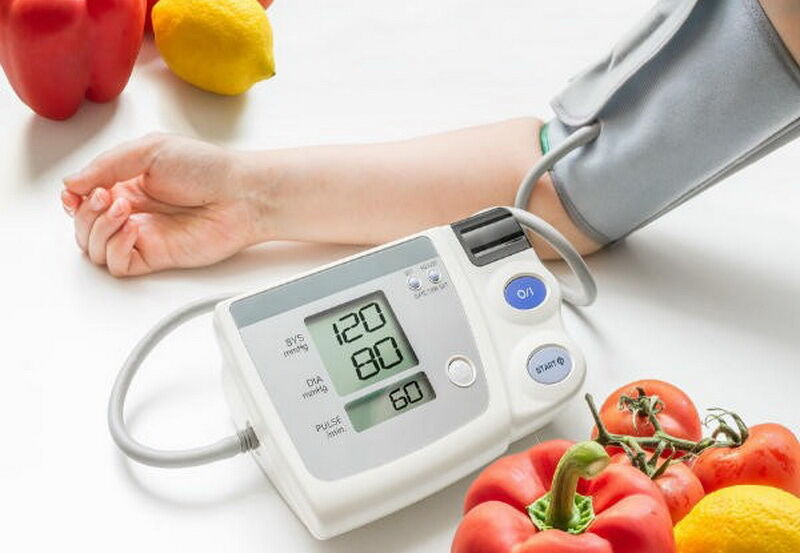 SYS
mmHg
120
DIA
mmHg
80
PULSE
/min.
60
O/I
START